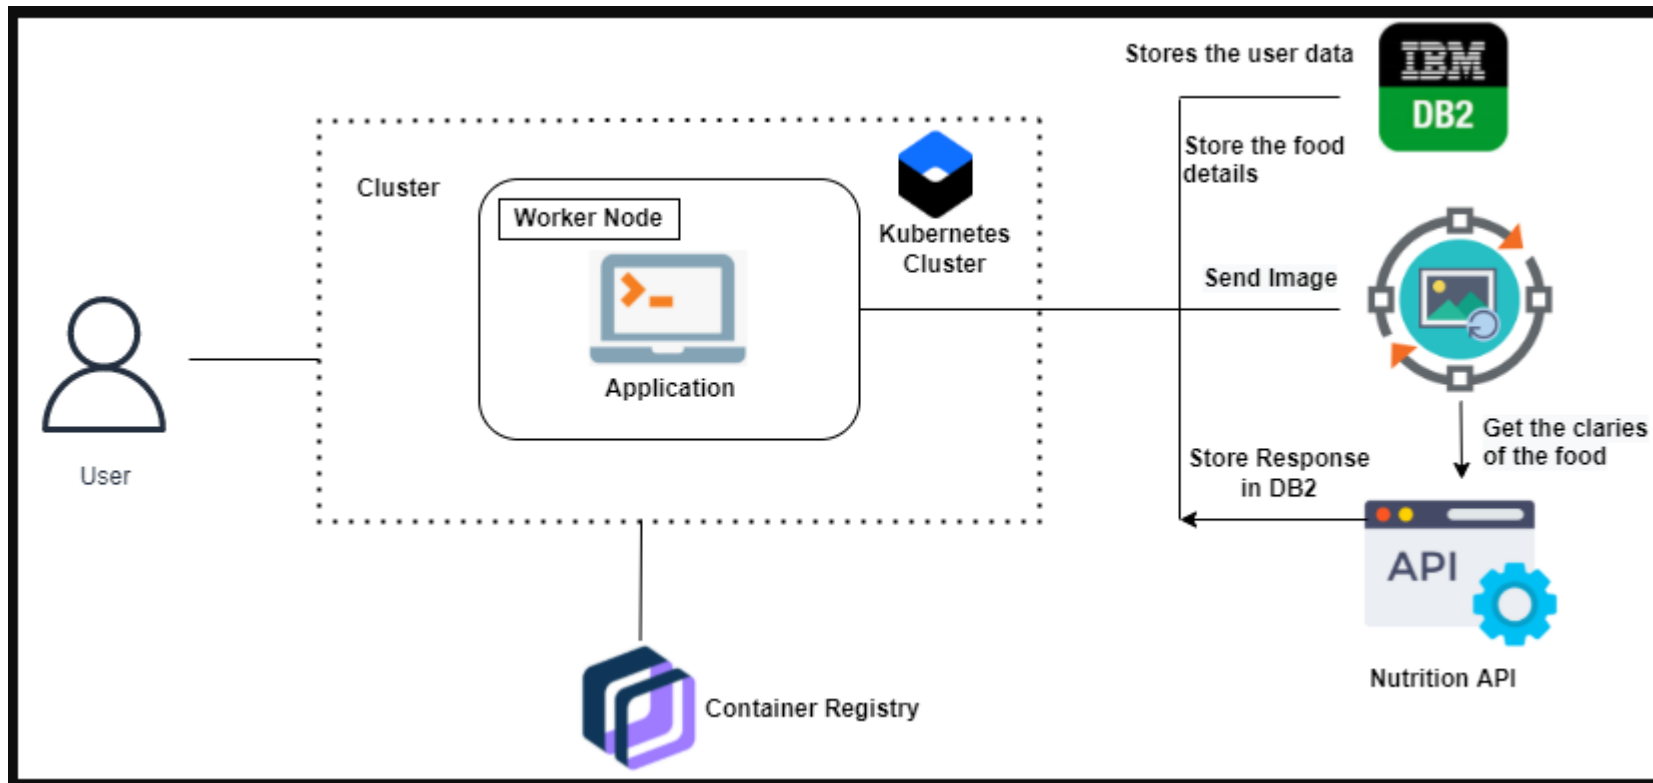 Stores the user data
IBM
DB2
Store the food
details
Cluster
Worker Node
Kubernetes
Cluster
Send Image
Application
User
Get the claries
of the food
Store Response
in DB2
API
Nutrition API
Container Registry